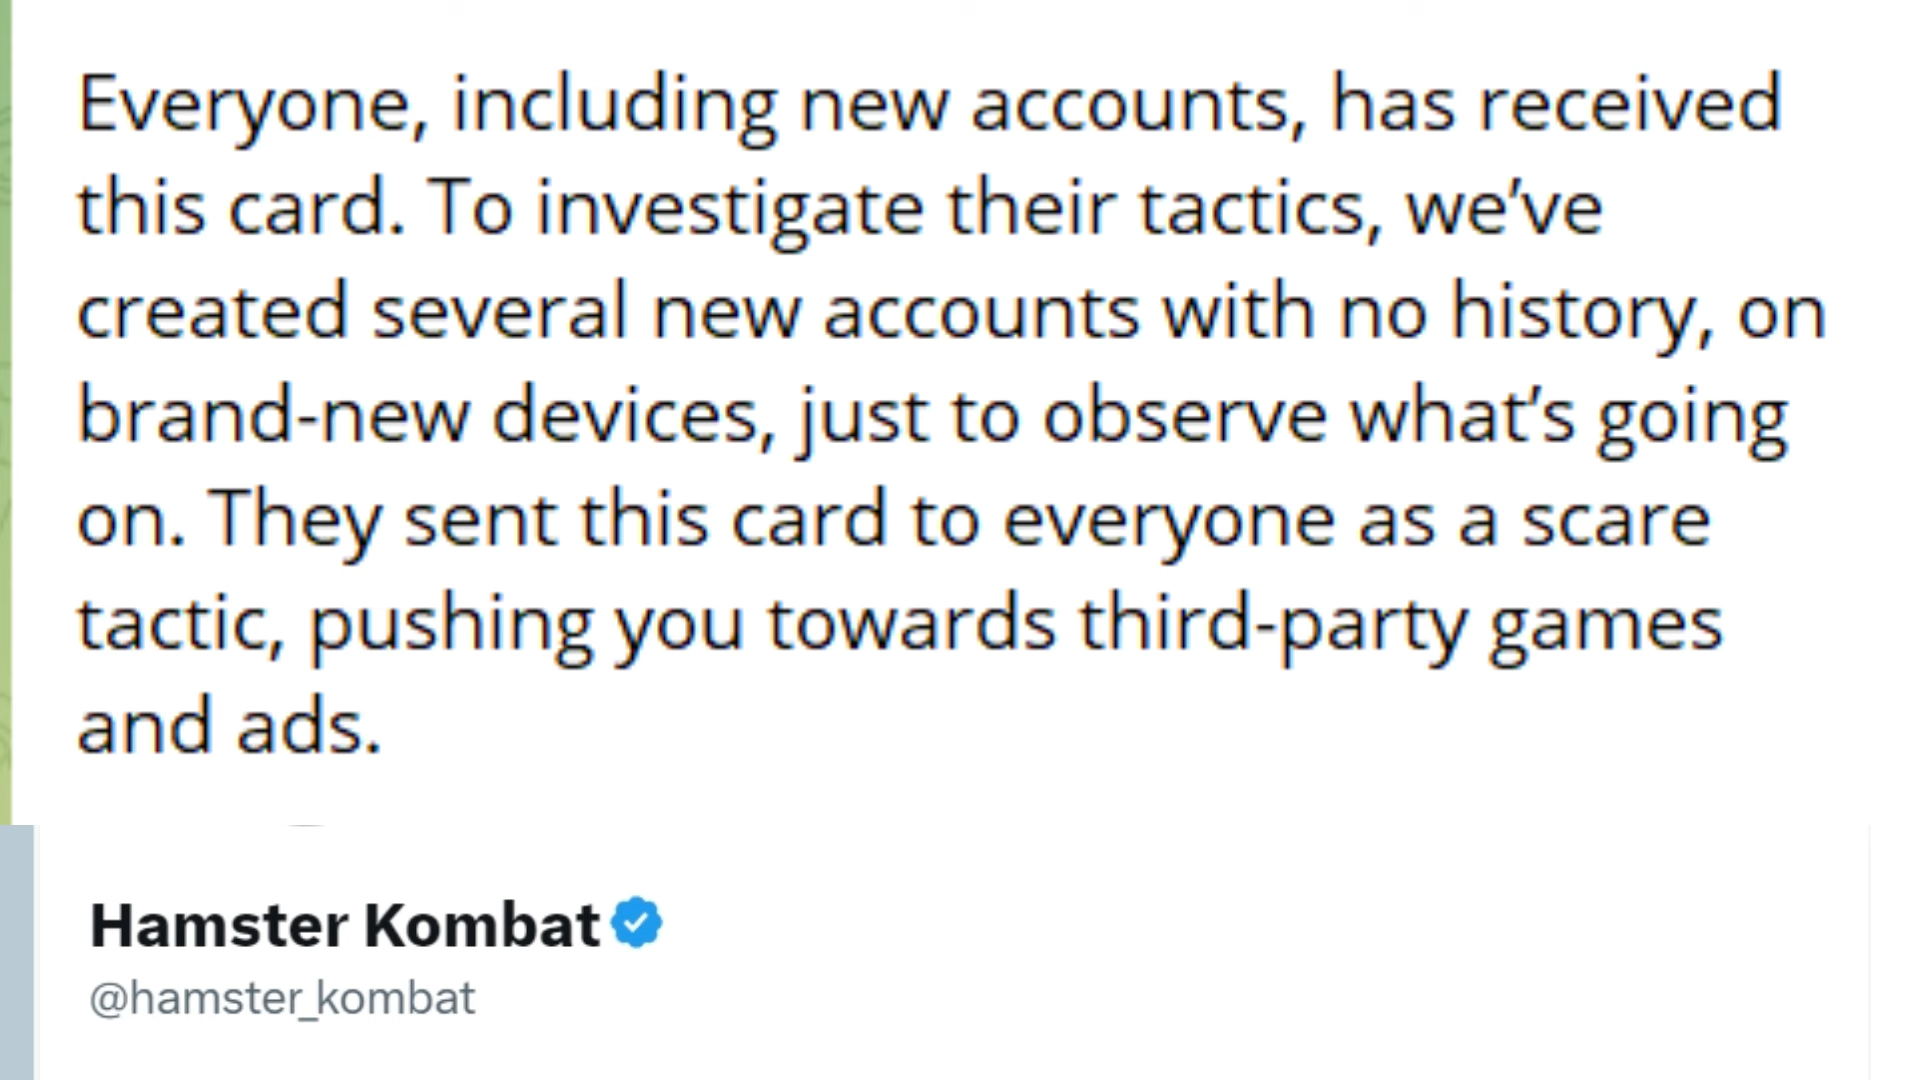 Everyone, including new accounts, has received
this card. To investigate their tactics, we’ve
created several new accounts with no history, on
brand-new devices, just to observe what’s going
on. They sent this card to everyone as a scare
tactic, pushing you towards third-party games
and ads.
Hamster Kombat
@hamster_kombat